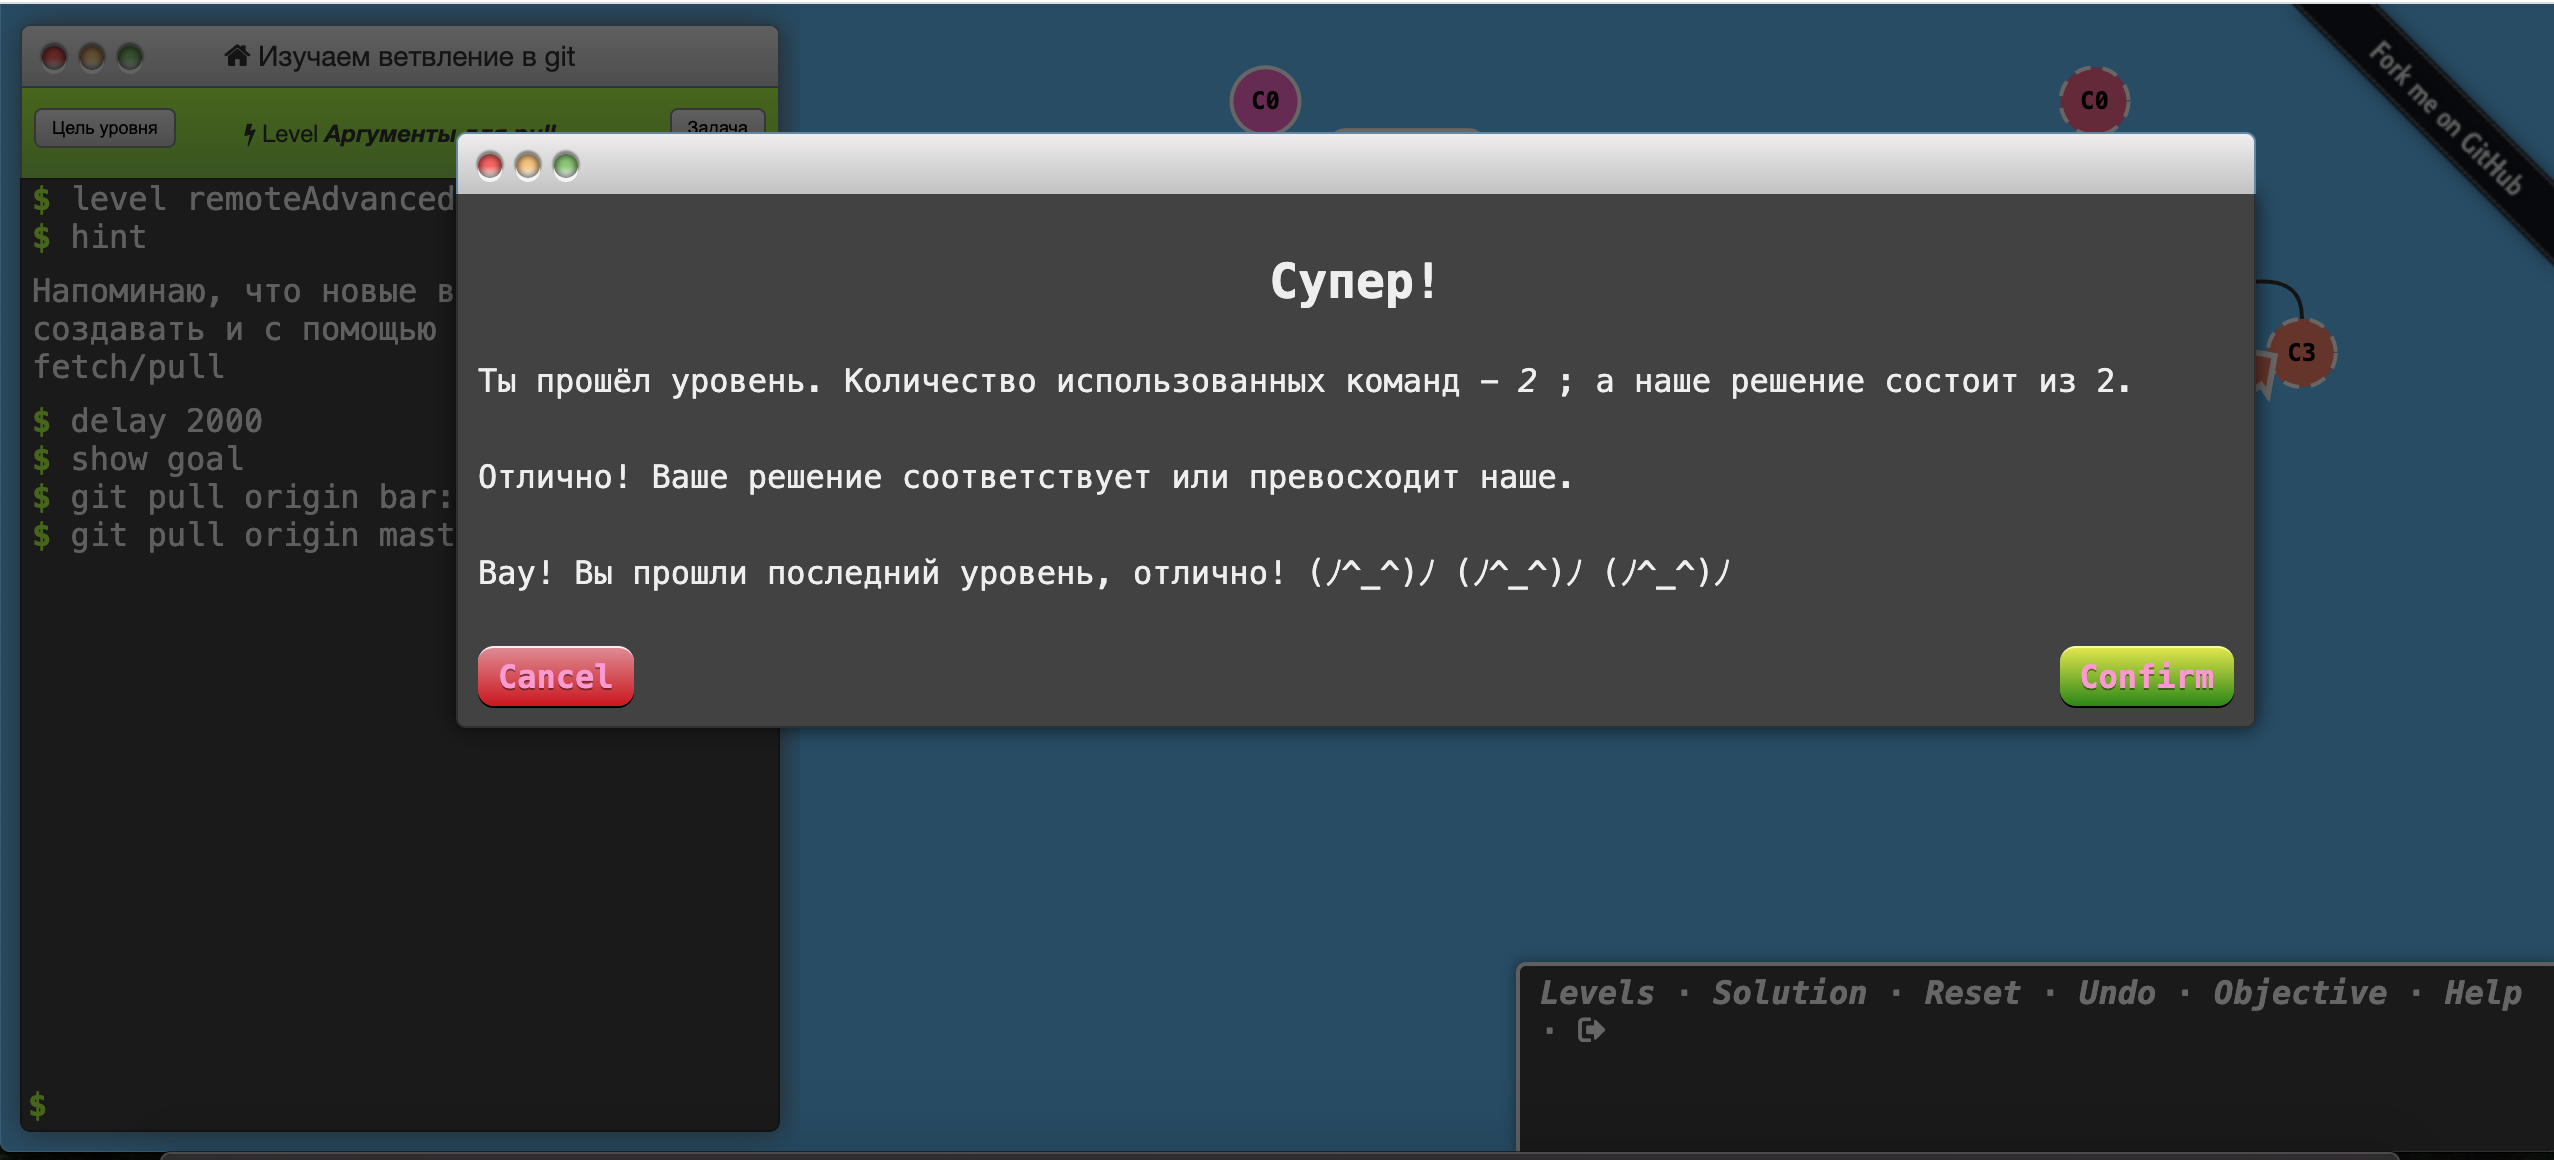 Изучаем ветвление в git
Цель уровня
Level Аргументы для pull
Задача
$ level remoteAdvanced
$ hint
Напоминаю, что новые в
создавать и с помощью
fetch/pull
$ delay 2000
$ show goal
$ git pull origin bar:
$ git pull origin mast
$
C0
C0
C3
Fork me on GitHub
Супер!
Ты прошёл уровень. Количество использованных команд – 2 ; а наше решение состоит из 2.
Отлично! Ваше решение соответствует или превосходит наше.
Вау! Вы прошли последний уровень, отлично! (ﾉ^_^)ﾉ (ﾉ^_^)ﾉ (ﾉ^_^)ﾉ
Cancel
Confirm
Levels · Solution · Reset · Undo · Objective · Help
·